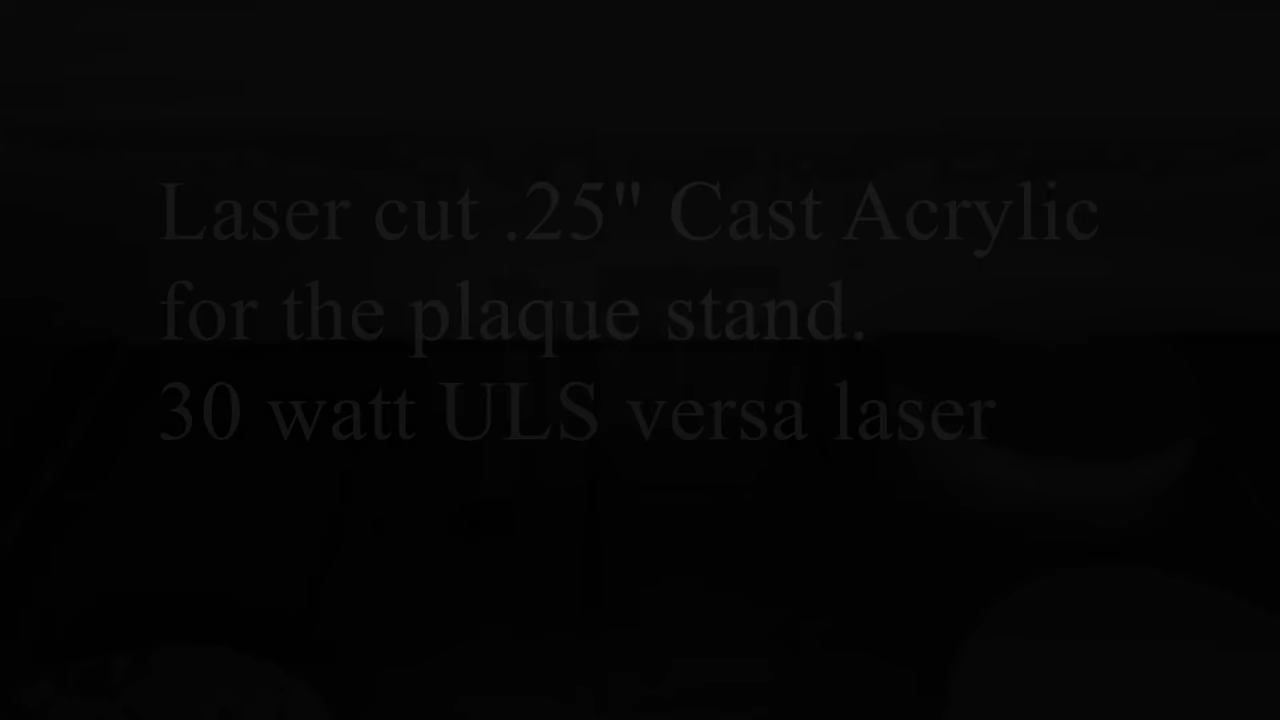 Laser cut .25" Cast Acrylic
for the plaque stand.
30 watt ULS versa laser